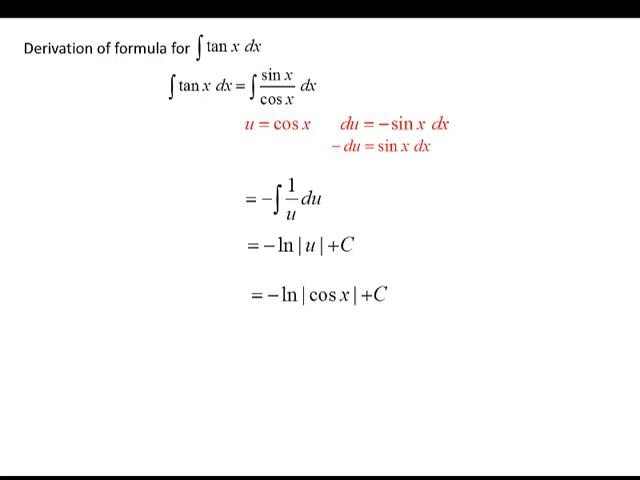 Derivation of formula for ∫ tan x dx
∫ tan x dx = ∫ sin x / cos x dx
u = cos x    du = −sin x dx
−du = sin x dx
= −∫ 1/u du
= −ln | u | +C
= −ln | cos x | +C